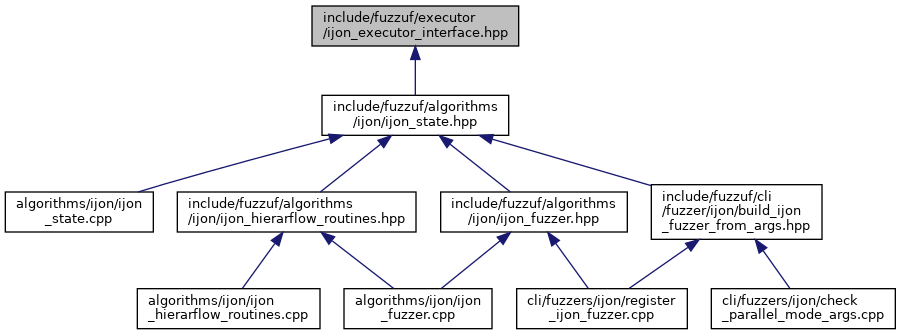 include/fuzzuf/executor
/ijon_executor_interface.hpp
include/fuzzuf/algorithms
/ijon/ijon_state.hpp
algorithms/ijon/ijon
_state.cpp
include/fuzzuf/algorithms
/ijon/ijon_hierarflow_routines.hpp
include/fuzzuf/algorithms
/ijon/ijon_fuzzer.hpp
include/fuzzuf/cli
/fuzzer/ijon/build_ijon
_fuzzer_from_args.hpp
algorithms/ijon/ijon
_hierarflow_routines.cpp
algorithms/ijon/ijon
_fuzzer.cpp
cli/fuzzers/ijon/register
_ijon_fuzzer.cpp
cli/fuzzers/ijon/check
_parallel_mode_args.cpp